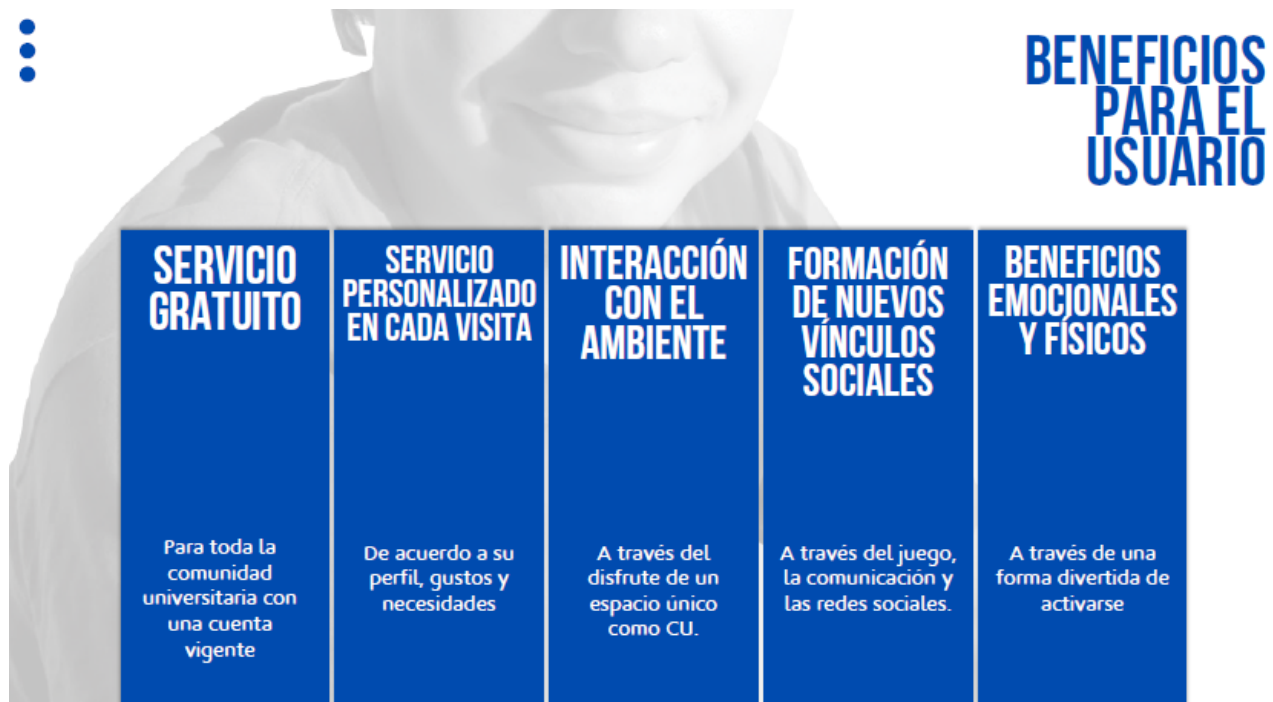 BENEFICIOS
PARA EL
USUARIO
SERVICIO
GRATUITO
Para toda la
comunidad
universitaria con
una cuenta
vigente
SERVICIO
PERSONALIZADO
EN CADA VISITA
De acuerdo a su
perfil, gustos y
necesidades
INTERACCIÓN
CON EL
AMBIENTE
A través del
disfrute de un
espacio único
como CU.
FORMACIÓN
DE NUEVOS
VÍNCULOS
SOCIALES
A través del juego,
la comunicación y
las redes sociales.
BENEFICIOS
EMOCIONALES
Y FÍSICOS
A través de una
forma divertida de
activarse